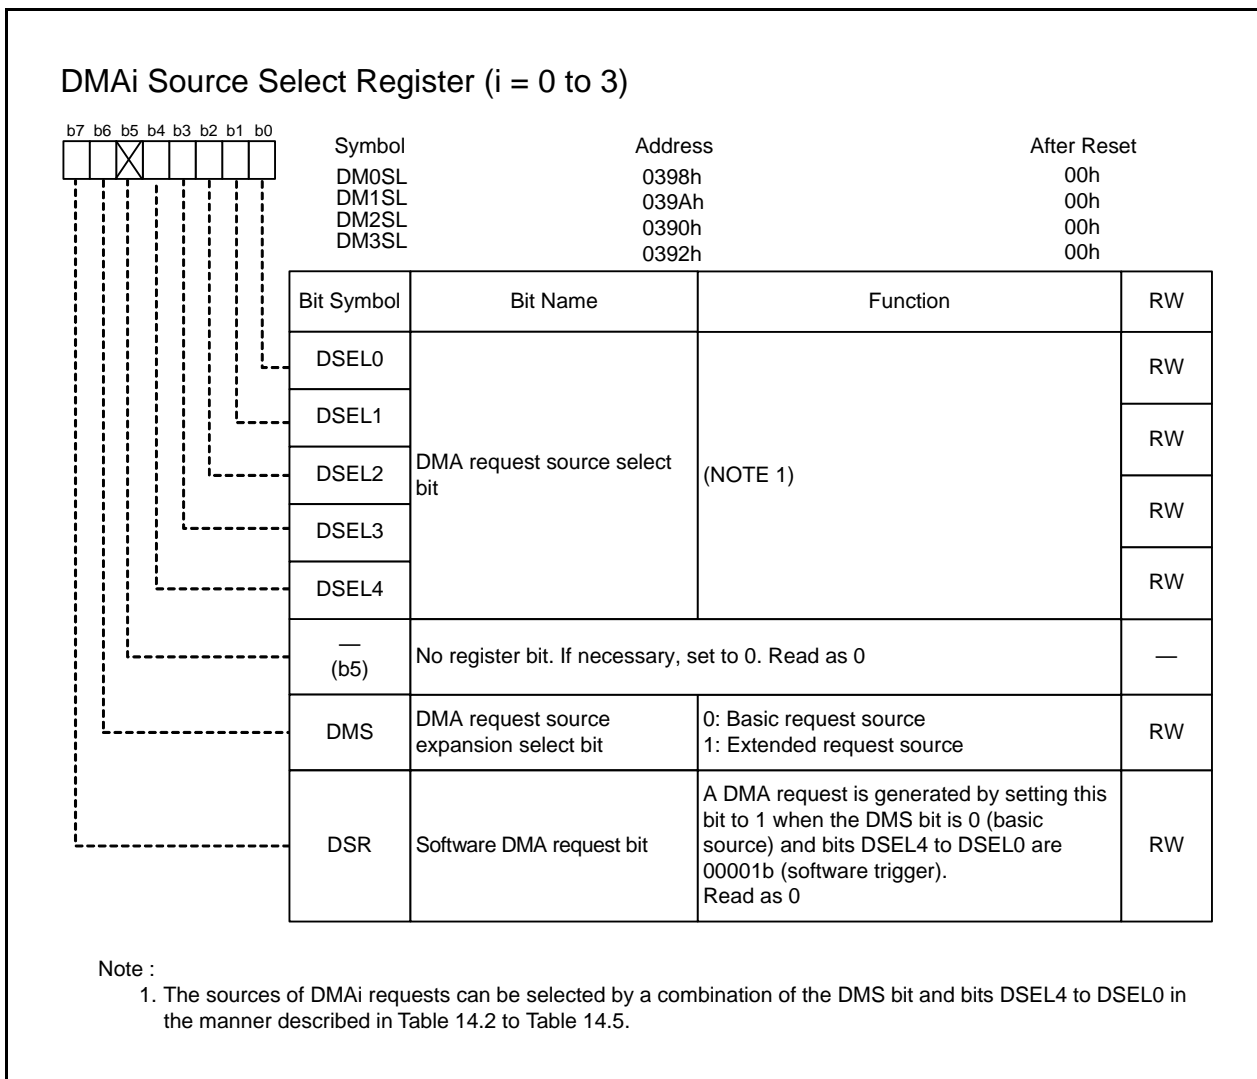 DMAi Source Select Register (i = 0 to 3)
b7 b6 b5 b4 b3 b2 b1 b0
Symbol Address After Reset
DM0SL 0398h 00h
DM1SL 039Ah 00h
DM2SL 0390h 00h
DM3SL 0392h 00h
Bit Symbol Bit Name Function RW
DSEL0 RW
DSEL1 RW
DSEL2 RW
DSEL3 RW
DSEL4
DMA request source select
bit
(NOTE 1)
—
(b5)
No register bit. If necessary, set to 0. Read as 0
—
DMS
DMA request source
expansion select bit
0: Basic request source
1: Extended request source
RW
DSR
Software DMA request bit
A DMA request is generated by setting this
bit to 1 when the DMS bit is 0 (basic
source) and bits DSEL4 to DSEL0 are
00001b (software trigger).
Read as 0
RW
Note :
1. The sources of DMAi requests can be selected by a combination of the DMS bit and bits DSEL4 to DSEL0 in
the manner described in Table 14.2 to Table 14.5.